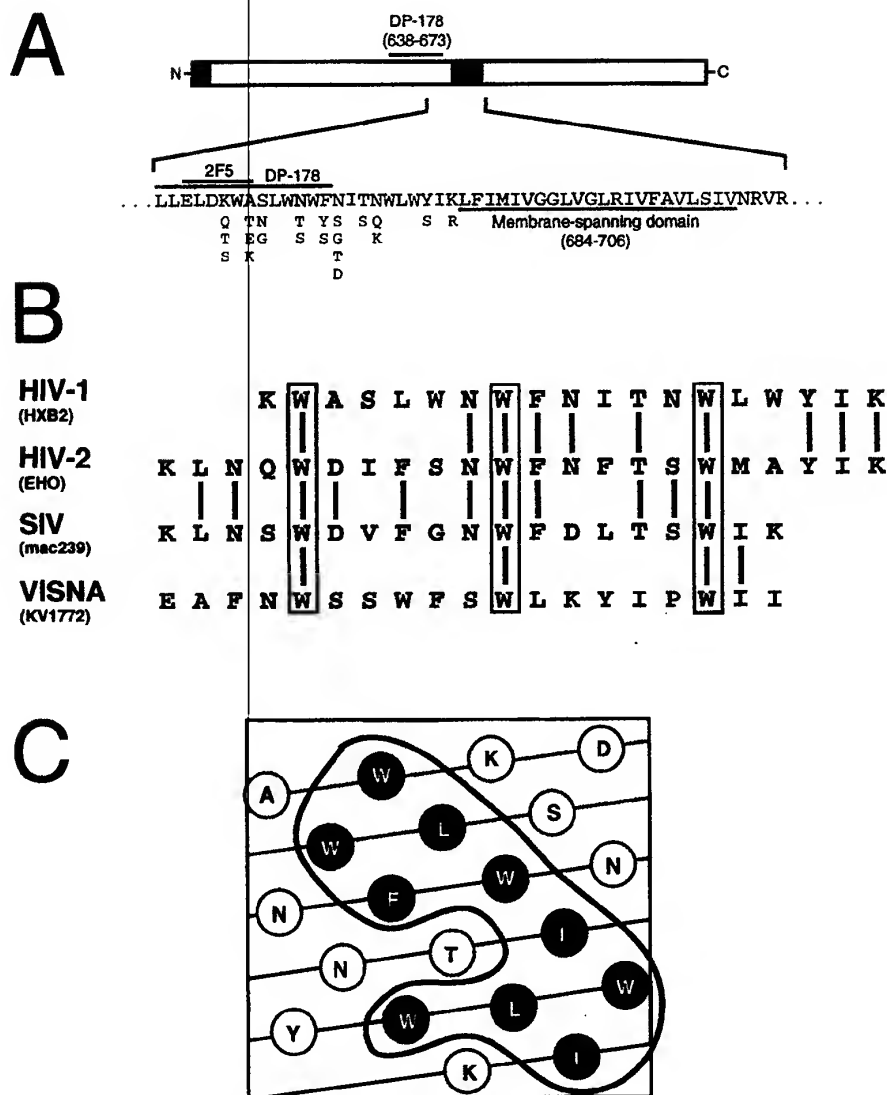 A
DP-178
(638-673)
N C
2F5 DP-178
...LLELDKWASLWNWFNITNWLWYIKLFIMIVGGLVGLRIVFAVLSIVNRVR...
Q TN T YS SQ S R Membrane-spanning domain
T EG S SG K (684-706)
S K T
D
B
HIV-1 K W A S L W N W F N I T N W L W Y I K
(HXB2)
HIV-2 K L N Q W D I F S N W F N F T S W M A Y I K
(EHO)
SIV K L N S W D V F G N W F D L T S W I K
(mac239)
VISNA E A F N W S S W F S W L K Y I P W I I
(KV1772)
C
A W K D
W L S
N F W N
N T I
Y W L W
K I